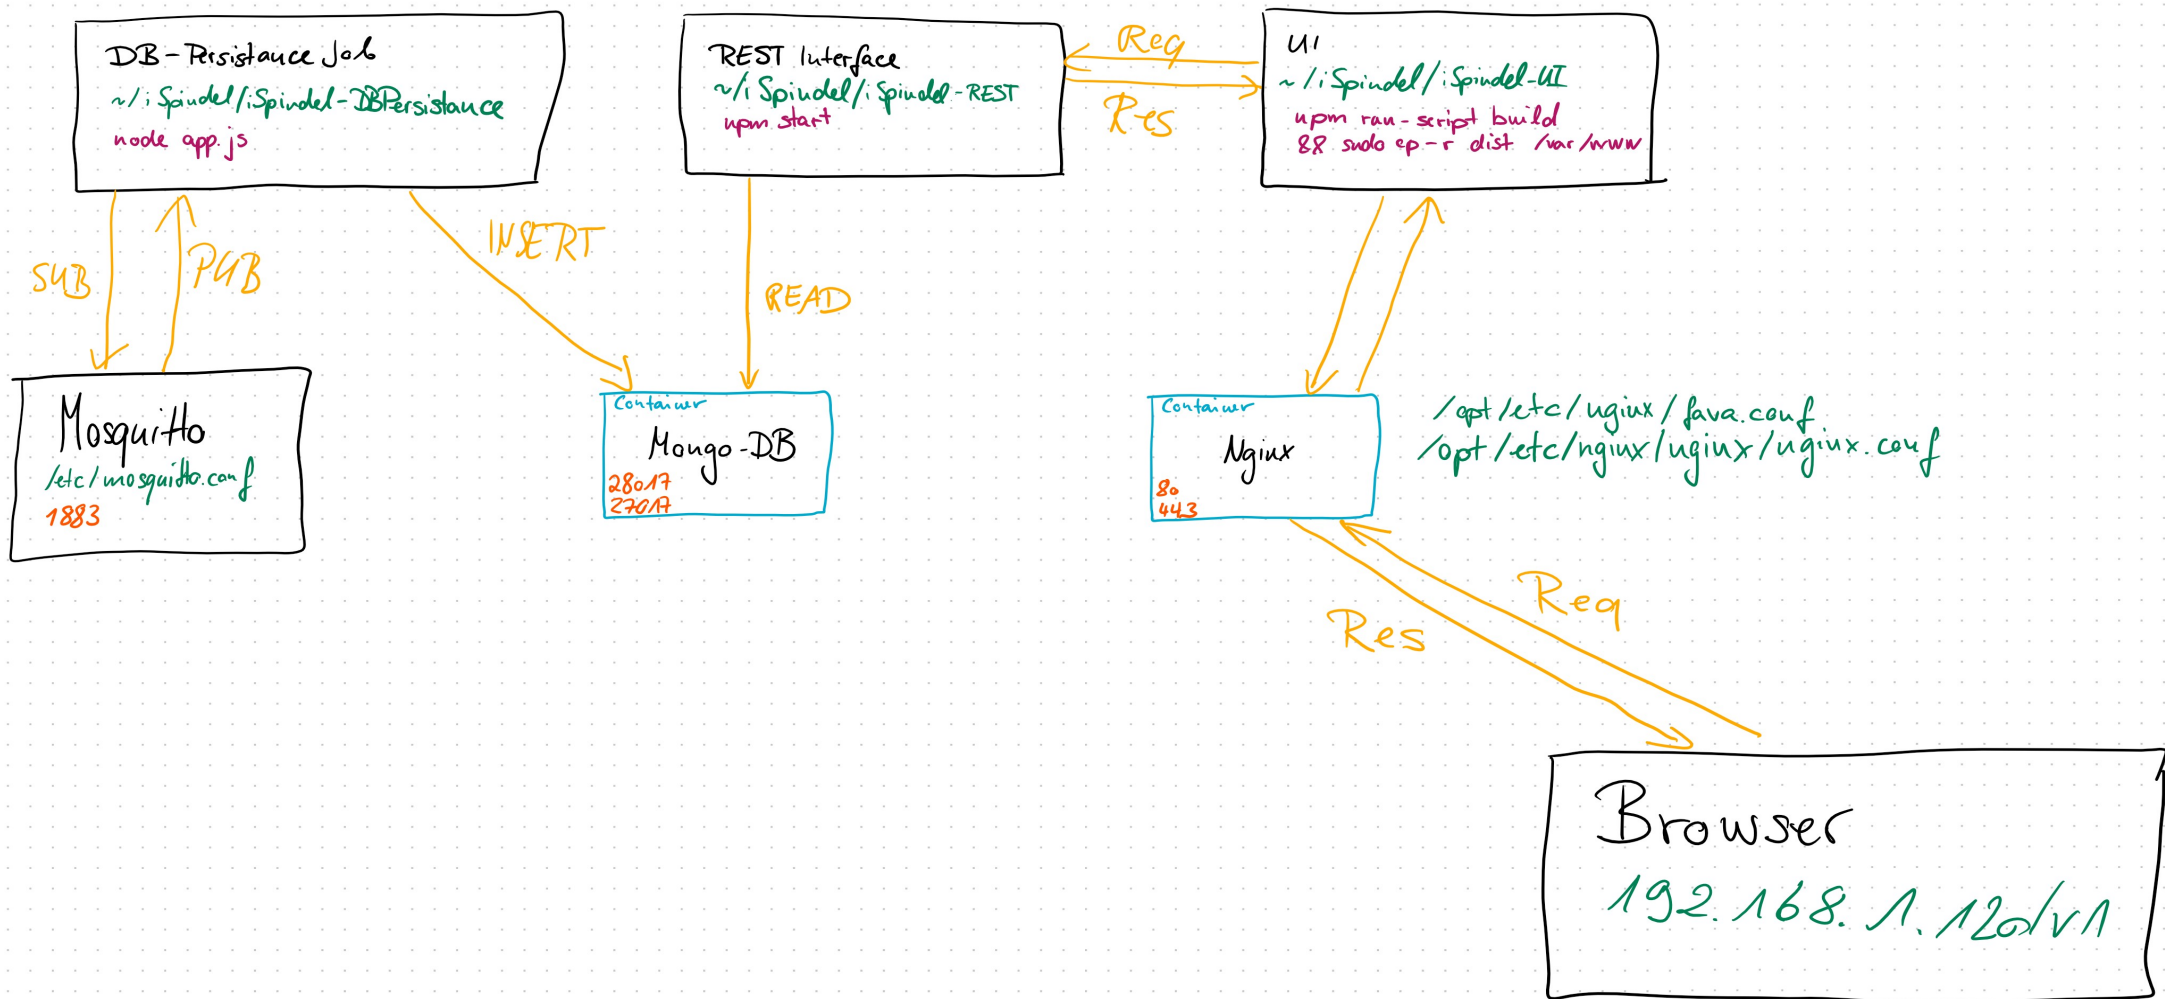 DB-Persistance Job
~/iSpindel/iSpindel-DBPersistance
node app.js
REST Interface
~/iSpindel/iSpindel-REST
npm start
Req
Res
UI
~/iSpindel/iSpindel-UI
npm run-script build
&& sudo cp -r dist /var/www
SUB
PUB
INSERT
READ
Mosquitto
/etc/mosquitto.conf
1883
Container
Mongo-DB
28017
27017
Container
Nginx
80
443
/opt/etc/nginx/fava.conf
/opt/etc/nginx/nginx/nginx.conf
Req
Res
Browser
192.168.1.120/v1